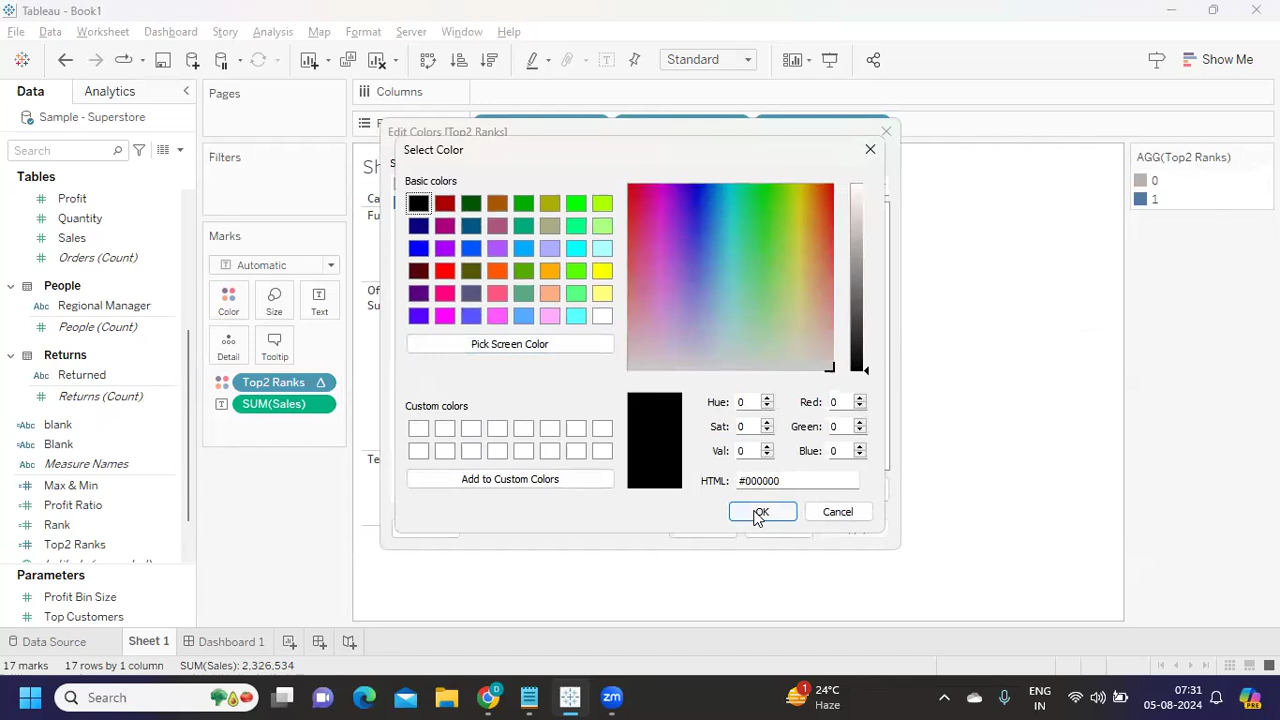 Tableau - Book1
File Data Worksheet Dashboard Story Analysis Map Format Server Window Help
Standard
Show Me
Data Analytics
Sample - Superstore
Search
Tables
Profit
Quantity
Sales
Orders (Count)
People
Abc Regional Manager
People (Count)
Returns
Abc Returned
Returns (Count)
Abc blank
Abc Blank
Abc Measure Names
Max & Min
Profit Ratio
Rank
Top2 Ranks
Parameters
Profit Bin Size
Top Customers
Pages
Filters
Marks
Automatic
Color Size Text
Detail Tooltip
Top2 Ranks Δ
SUM(Sales)
Columns
Edit Colors [Top2 Ranks]
Select Color
Basic colors
Pick Screen Color
Custom colors
Add to Custom Colors
Hue: 0 Red: 0
Sat: 0 Green: 0
Val: 0 Blue: 0
HTML: #000000
OK Cancel
AGG(Top2 Ranks)
0
1
Data Source Sheet 1 Dashboard 1
17 marks 17 rows by 1 column SUM(Sales): 2,326,534
Search
1
24°C
Haze
ENG
IN
07:31
05-08-2024
PRE